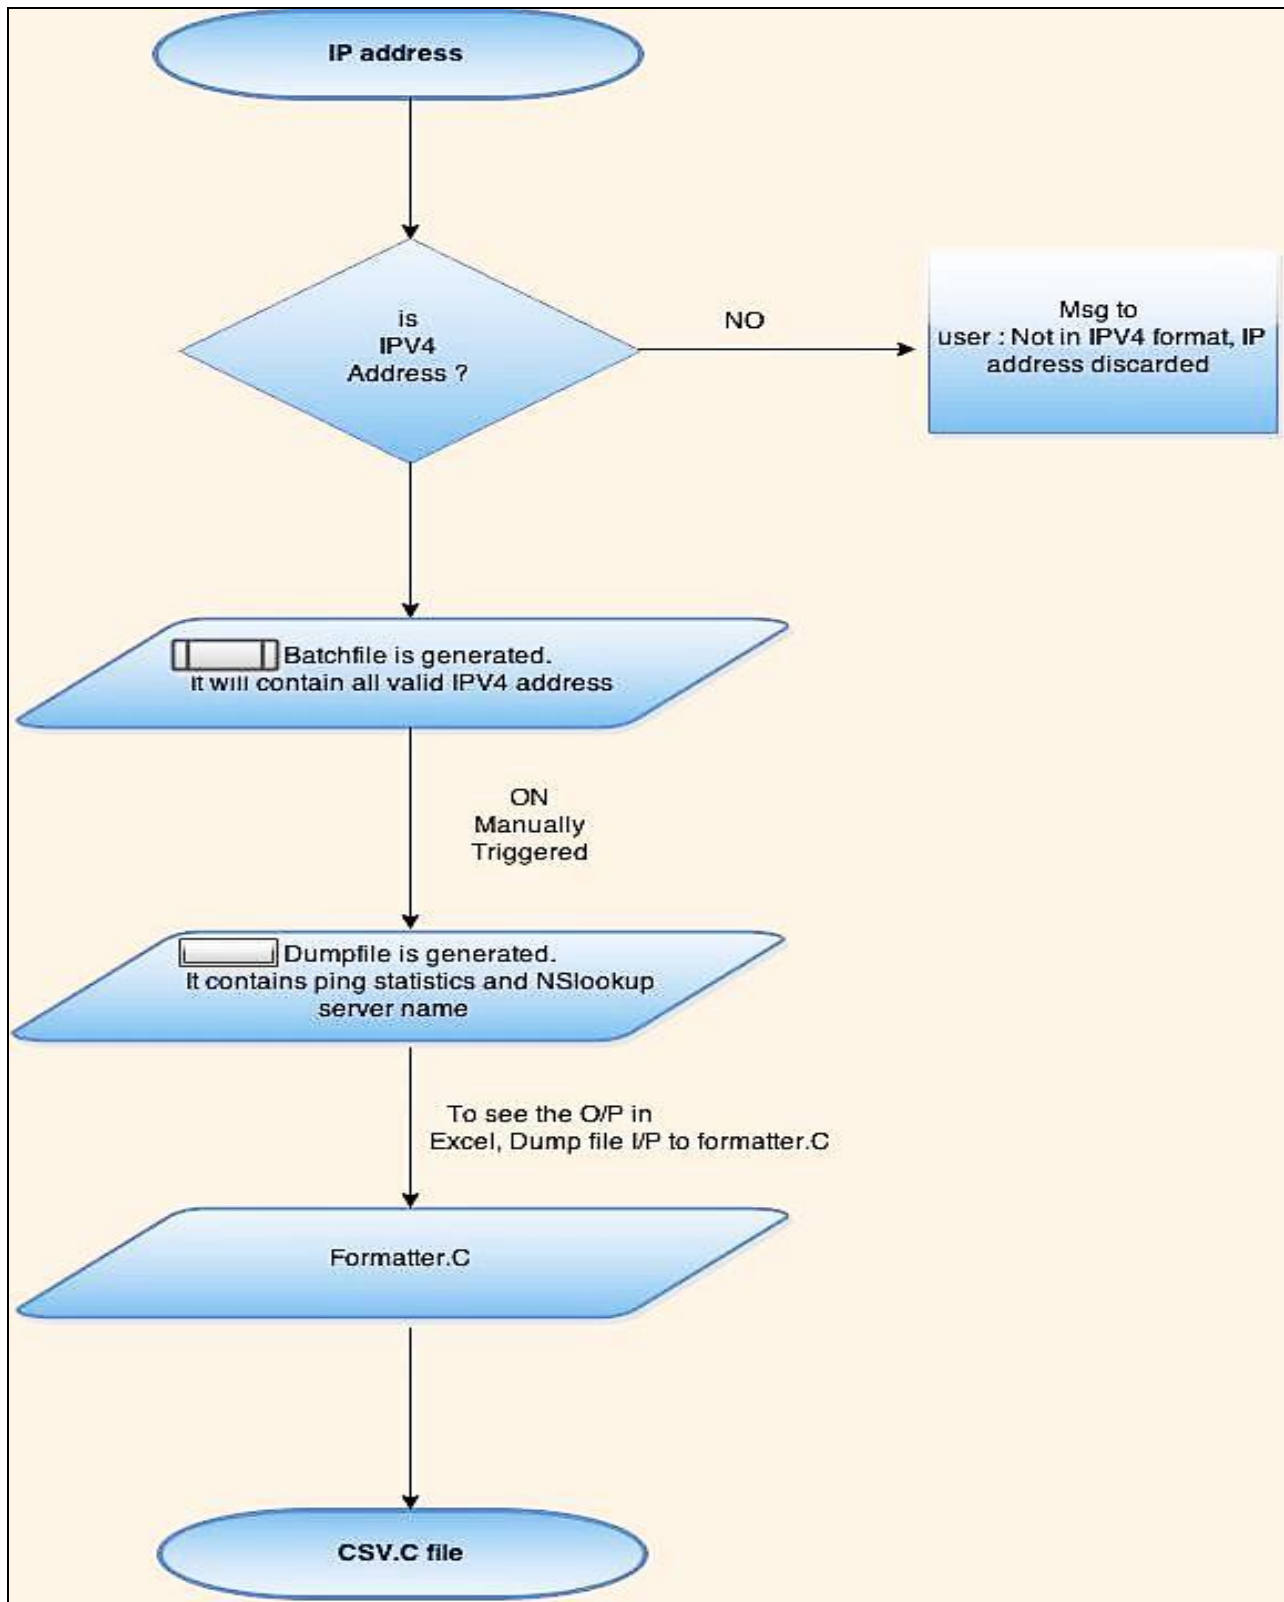 IP address
is
IPV4
Address ?
NO
Msg to
user : Not in IPV4 format, IP
address discarded
Batchfile is generated.
It will contain all valid IPV4 address
ON
Manually
Triggered
Dumpfile is generated.
It contains ping statistics and NSlookup
server name
To see the O/P in
Excel, Dump file I/P to formatter.C
Formatter.C
CSV.C file